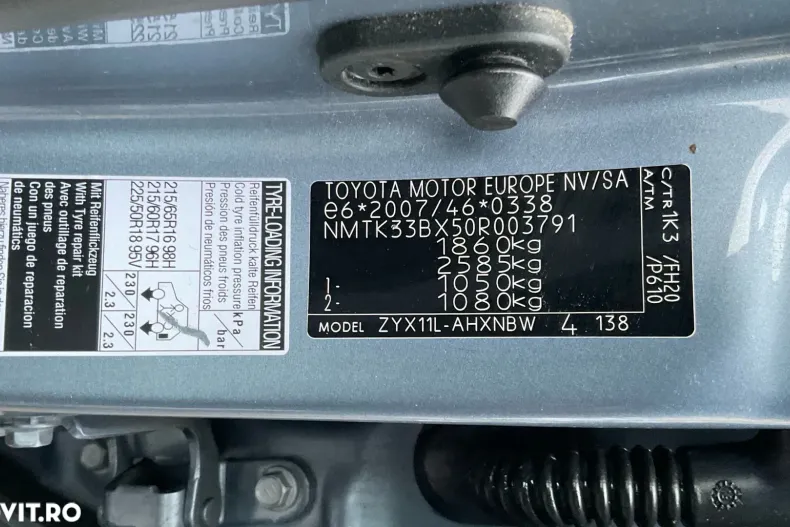 TYRE-LOADING INFORMATION
Reifenfülldruck kalte Reifen
Cold tyre inflation pressure
Pression des pneus froids
Presión de neumáticos fríos
kPa
/ bar
215/65R16 98H
215/60R17 96H
225/50R18 95V
230 / 2.3
230 / 2.3
Mit Reifenflickzeug
With Tyre repair kit
Avec outillage de reparation
des pneus
Con un juego de reparacion
de neumáticos
TOYOTA MOTOR EUROPE NV/SA
e6*2007/46*0338
NMTK33BX50R003791
1860kg
2585kg
1- 1050kg
2- 1080kg
MODEL ZYX11L-AHXNBW 4 138
C/TR 1K3 /FH20
A/TM /P610
VIT.RO